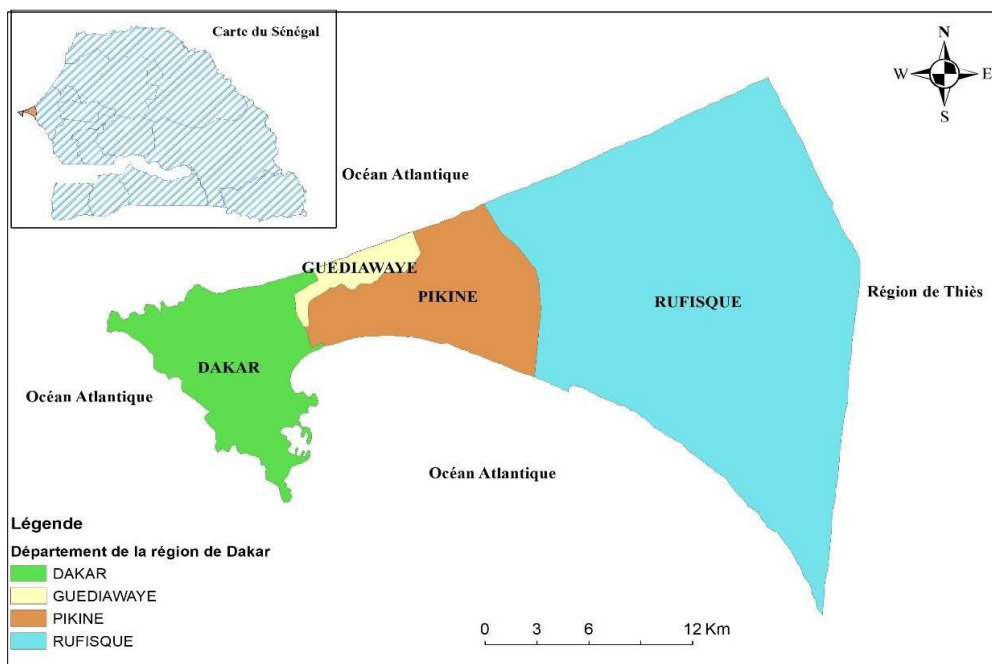 Carte du Sénégal
N
W E
S
Océan Atlantique
GUEDIAWAYE
PIKINE
RUFISQUE
Région de Thiès
DAKAR
Océan Atlantique
Océan Atlantique
Légende
Département de la région de Dakar
DAKAR
GUEDIAWAYE
PIKINE
RUFISQUE
0 3 6 12 Km